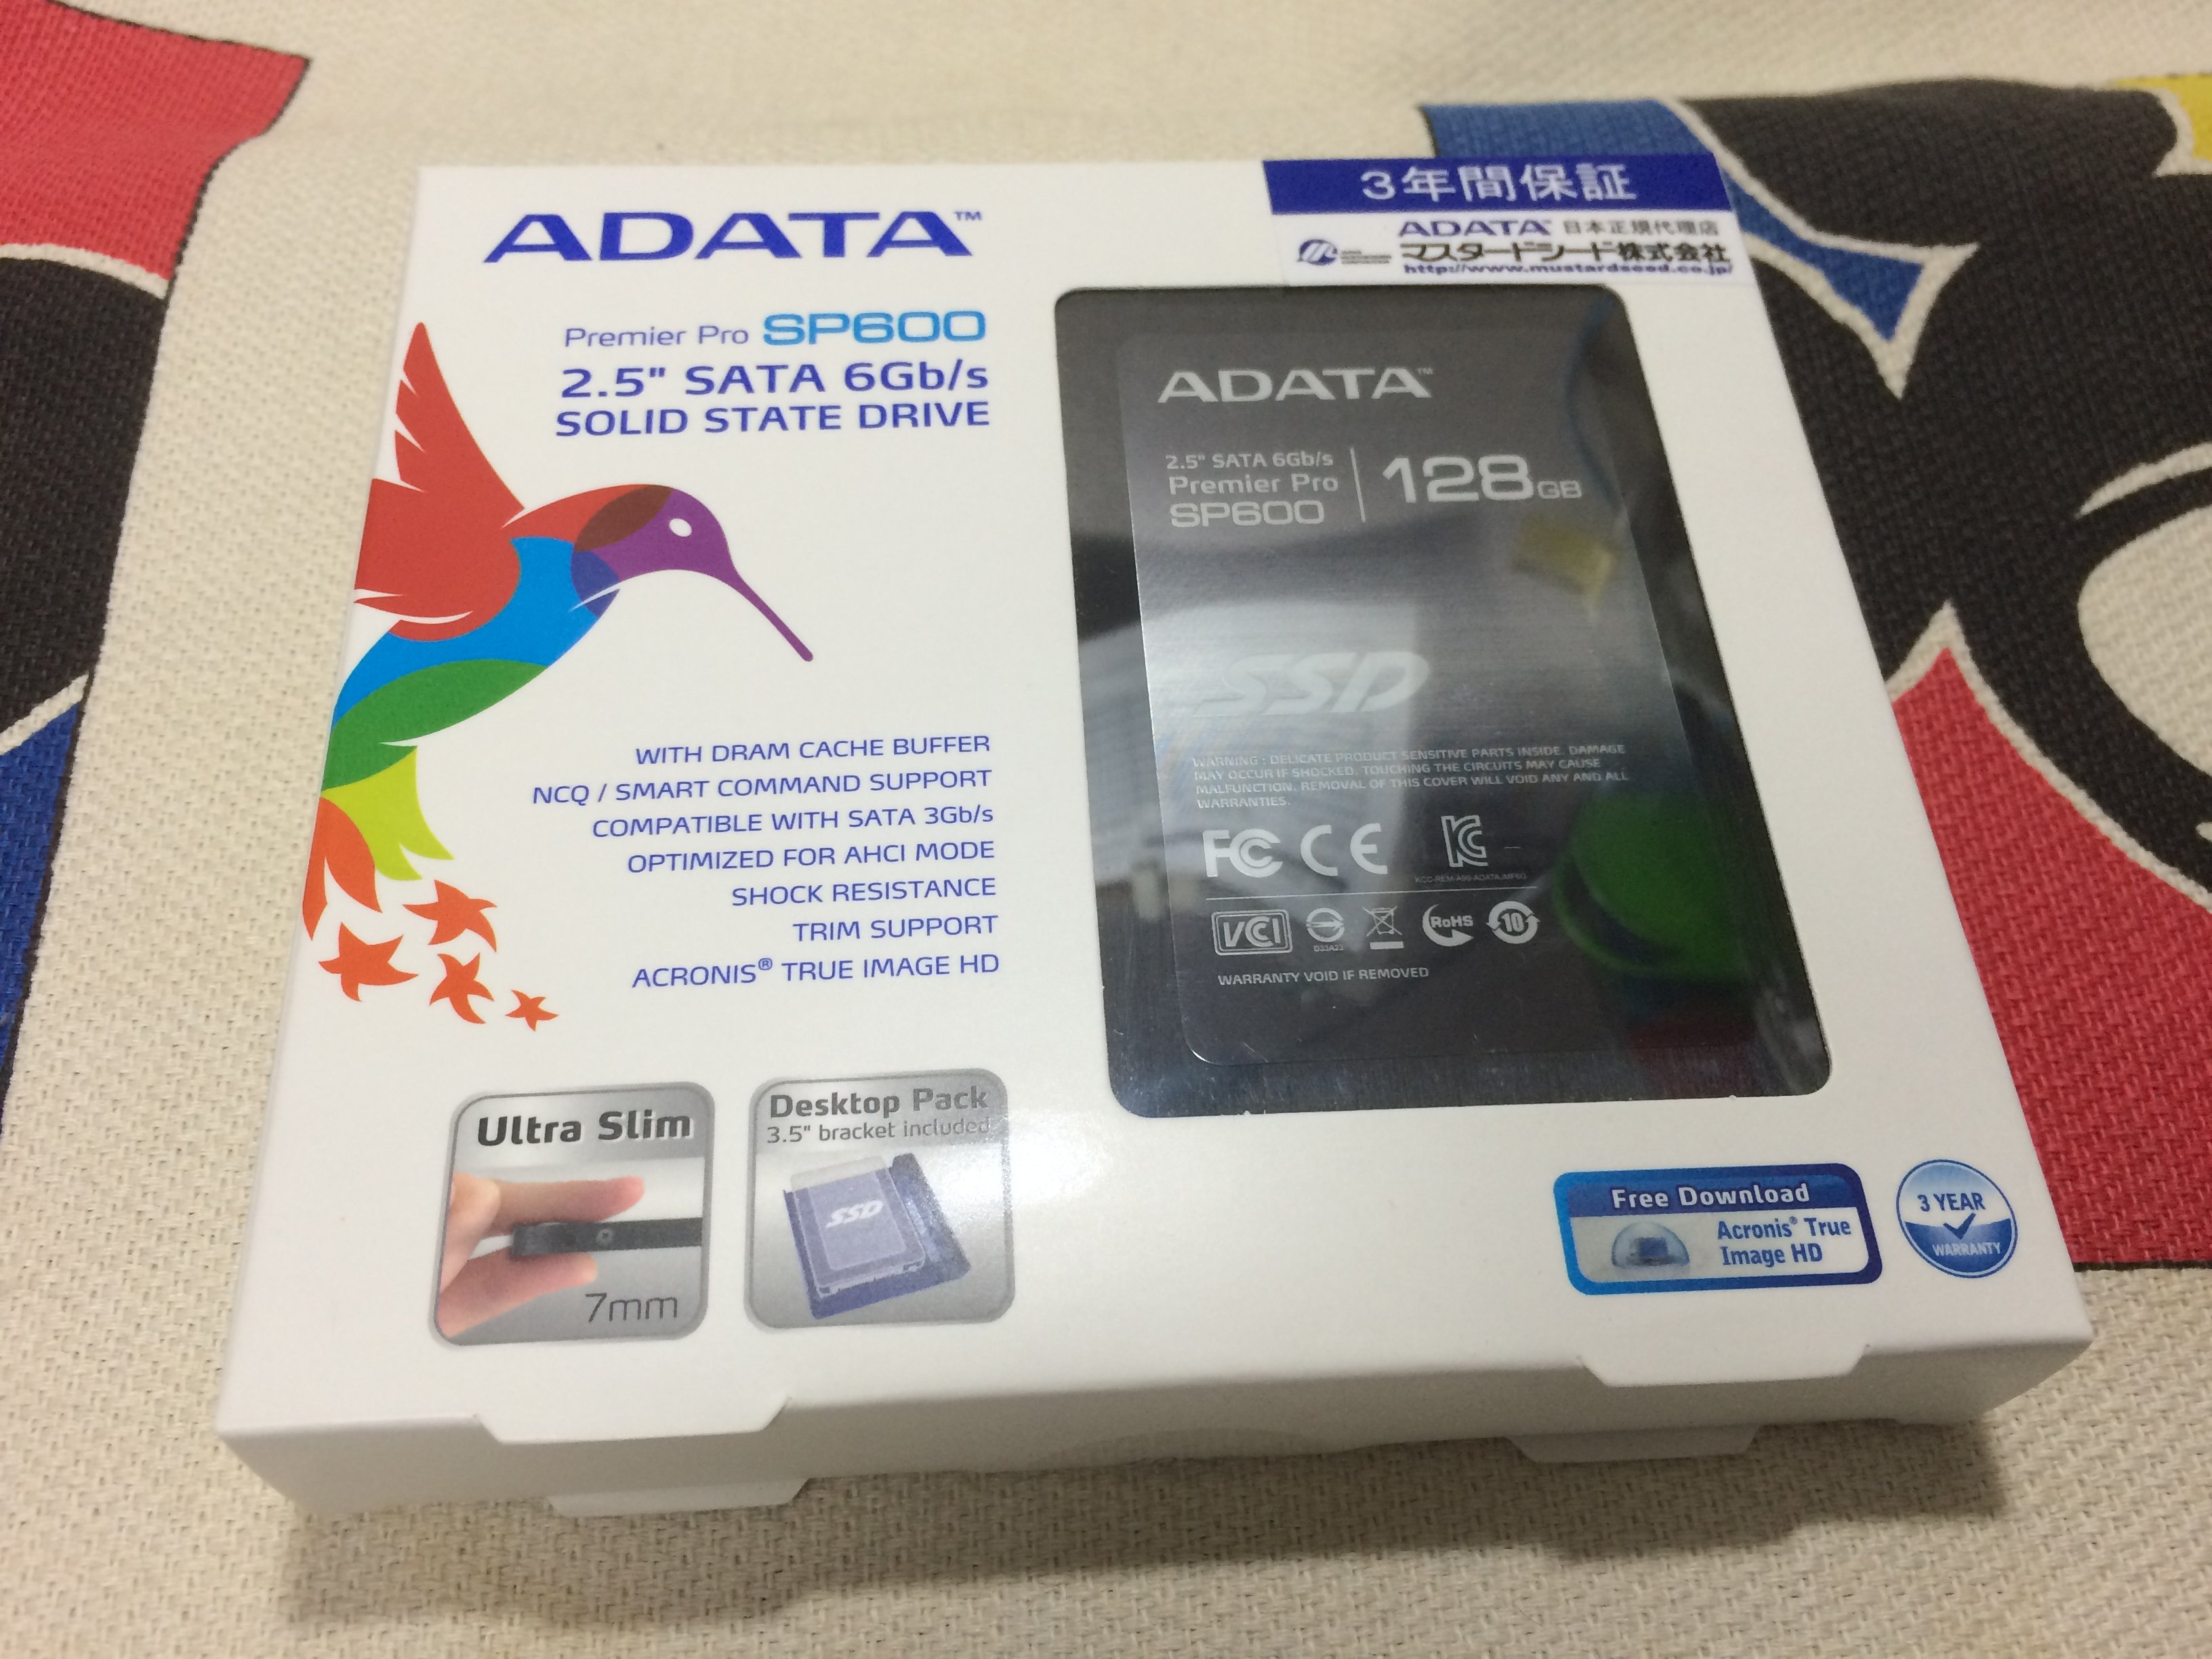 ADATA™
Premier Pro SP600
2.5" SATA 6Gb/s
SOLID STATE DRIVE
WITH DRAM CACHE BUFFER
NCQ / SMART COMMAND SUPPORT
COMPATIBLE WITH SATA 3Gb/s
OPTIMIZED FOR AHCI MODE
SHOCK RESISTANCE
TRIM SUPPORT
ACRONIS® TRUE IMAGE HD
Ultra Slim
7mm
Desktop Pack
3.5" bracket included
SSD
3年間保証
ADATA™ 日本正規代理店
マスタードシード株式会社
http://www.mustardseed.co.jp/
ADATA™
2.5" SATA 6Gb/s
Premier Pro
SP600
128GB
SSD
WARNING : DELICATE PRODUCT SENSITIVE PARTS INSIDE. DAMAGE
MAY OCCUR IF SHOCKED. TOUCHING THE CIRCUITS MAY CAUSE
MALFUNCTION. REMOVAL OF THIS COVER WILL VOID ANY AND ALL
WARRANTIES.
FC CE
VCI
RoHS
10
WARRANTY VOID IF REMOVED
Free Download
Acronis® True
Image HD
3 YEAR
WARRANTY